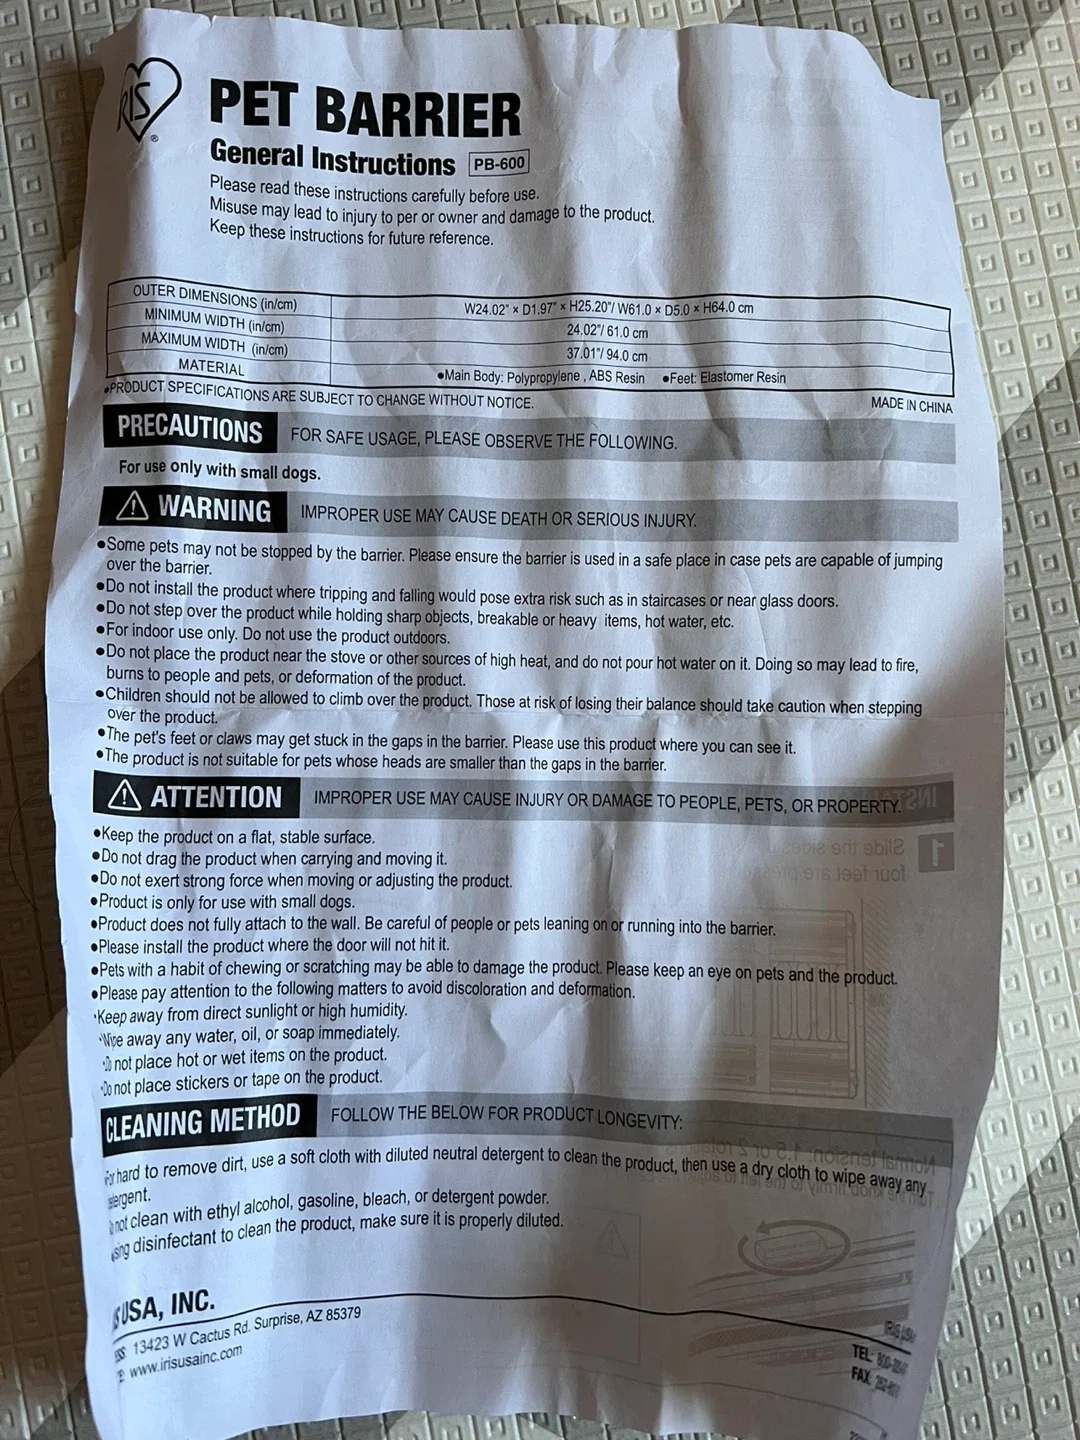 IRIS
®
PET BARRIER
General Instructions PB-600
Please read these instructions carefully before use.
Misuse may lead to injury to per or owner and damage to the product.
Keep these instructions for future reference.
OUTER DIMENSIONS (in/cm) W24.02" × D1.97" × H25.20"/ W61.0 × D5.0 × H64.0 cm
MINIMUM WIDTH (in/cm) 24.02"/ 61.0 cm
MAXIMUM WIDTH (in/cm) 37.01"/ 94.0 cm
MATERIAL ●Main Body: Polypropylene , ABS Resin ●Feet: Elastomer Resin
●PRODUCT SPECIFICATIONS ARE SUBJECT TO CHANGE WITHOUT NOTICE. MADE IN CHINA
PRECAUTIONS FOR SAFE USAGE, PLEASE OBSERVE THE FOLLOWING.
For use only with small dogs.
⚠ WARNING IMPROPER USE MAY CAUSE DEATH OR SERIOUS INJURY.
●Some pets may not be stopped by the barrier. Please ensure the barrier is used in a safe place in case pets are capable of jumping
over the barrier.
●Do not install the product where tripping and falling would pose extra risk such as in staircases or near glass doors.
●Do not step over the product while holding sharp objects, breakable or heavy items, hot water, etc.
●For indoor use only. Do not use the product outdoors.
●Do not place the product near the stove or other sources of high heat, and do not pour hot water on it. Doing so may lead to fire,
burns to people and pets, or deformation of the product.
●Children should not be allowed to climb over the product. Those at risk of losing their balance should take caution when stepping
over the product.
●The pet's feet or claws may get stuck in the gaps in the barrier. Please use this product where you can see it.
●The product is not suitable for pets whose heads are smaller than the gaps in the barrier.
⚠ ATTENTION IMPROPER USE MAY CAUSE INJURY OR DAMAGE TO PEOPLE, PETS, OR PROPERTY.
●Keep the product on a flat, stable surface.
●Do not drag the product when carrying and moving it.
●Do not exert strong force when moving or adjusting the product.
●Product is only for use with small dogs.
●Product does not fully attach to the wall. Be careful of people or pets leaning on or running into the barrier.
●Please install the product where the door will not hit it.
●Pets with a habit of chewing or scratching may be able to damage the product. Please keep an eye on pets and the product.
●Please pay attention to the following matters to avoid discoloration and deformation.
·Keep away from direct sunlight or high humidity.
·Wipe away any water, oil, or soap immediately.
·Do not place hot or wet items on the product.
·Do not place stickers or tape on the product.
CLEANING METHOD FOLLOW THE BELOW FOR PRODUCT LONGEVITY:
For hard to remove dirt, use a soft cloth with diluted neutral detergent to clean the product, then use a dry cloth to wipe away any
detergent.
not clean with ethyl alcohol, gasoline, bleach, or detergent powder.
using disinfectant to clean the product, make sure it is properly diluted.
USA, INC.
13423 W Cactus Rd. Surprise, AZ 85379
www.irisusainc.com
TEL:
FAX